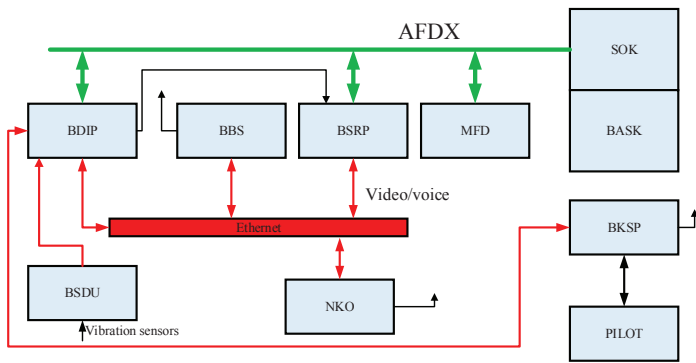 AFDX
SOK
BDIP
BBS
BSRP
MFD
BASK
Video/voice
Ethernet
BKSP
BSDU
NKO
Vibration sensors
PILOT